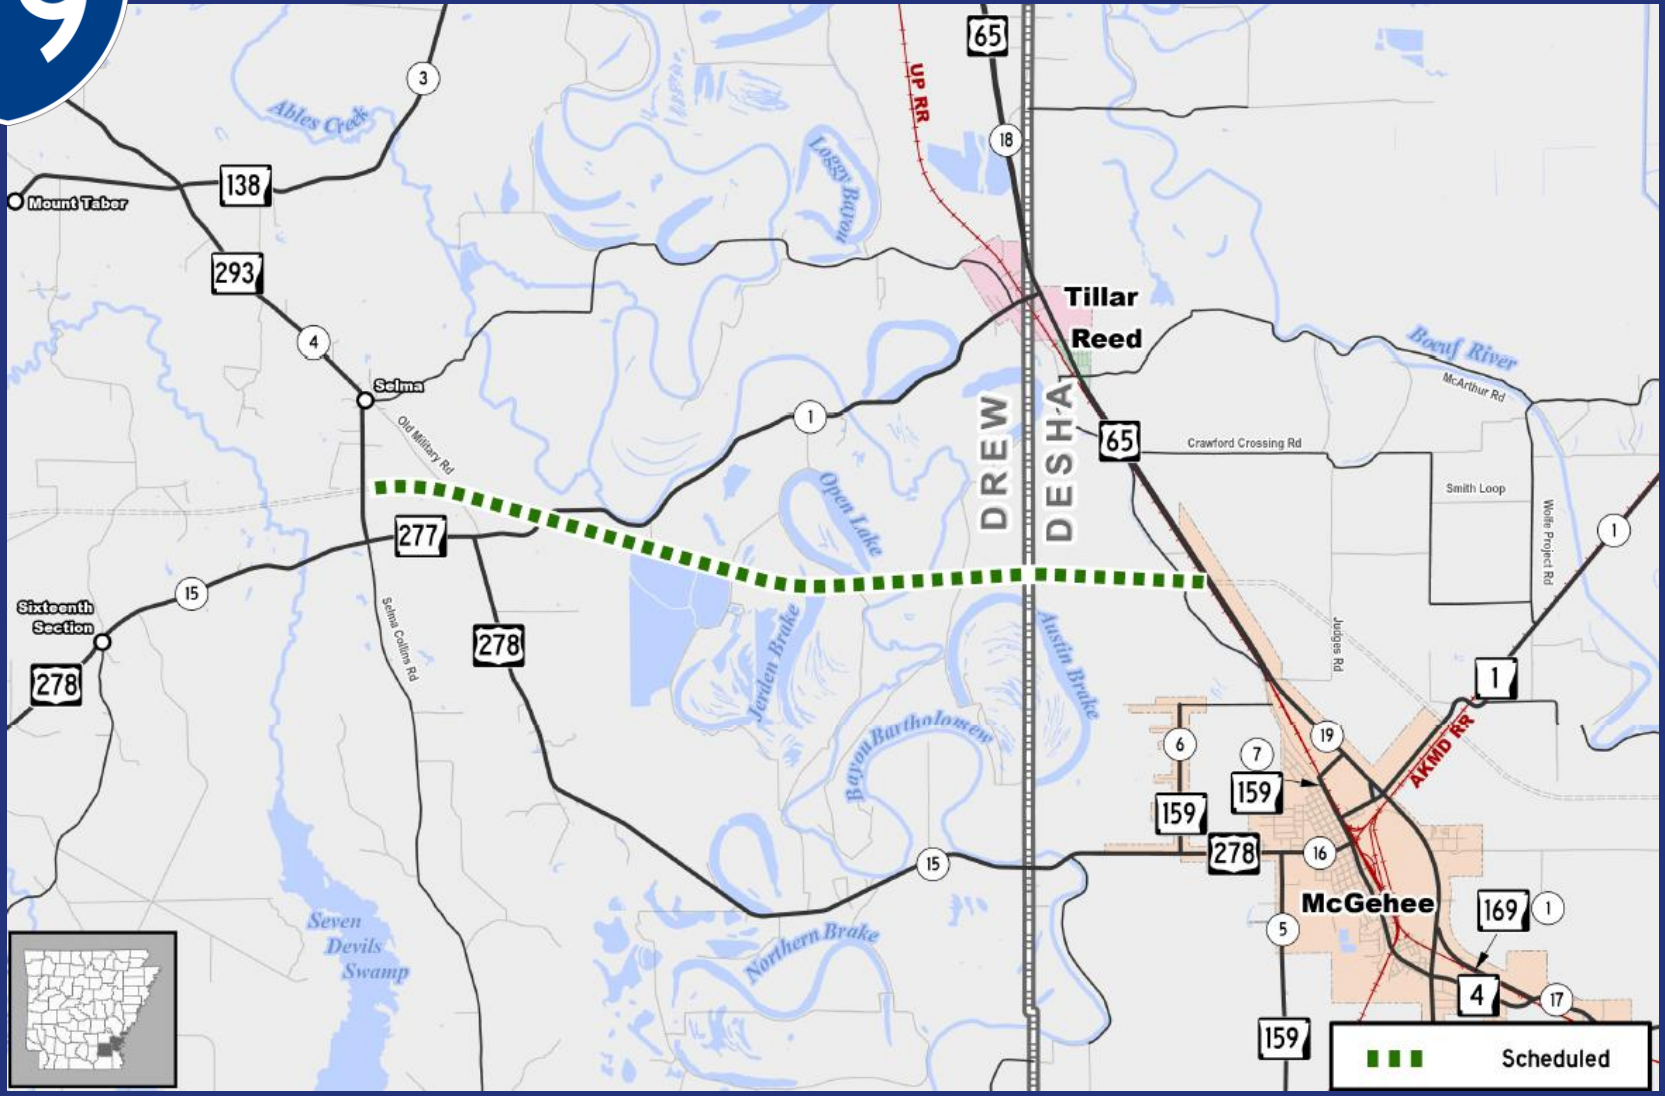 9
65
UP RR
3
Ables Creek
18
138
Loggy Bayou
Mount Tabor
293
Tillar
Reed
Boeuf River
4
Selma
McArthur Rd
Old Military Rd
1
DREW
DESHA
65
Crawford Crossing Rd
Open Lake
Smith Loop
Wolfe Project Rd
1
277
15
Sixteenth
Section
Selma Collins Rd
278
278
Jerden Brake
Austin Brake
Judges Rd
1
Bayou Bartholomew
6
7
19
AKMD RR
159
159
278
16
15
McGehee
169
1
5
Seven
Devils
Swamp
Northern Brake
4
17
159
Scheduled